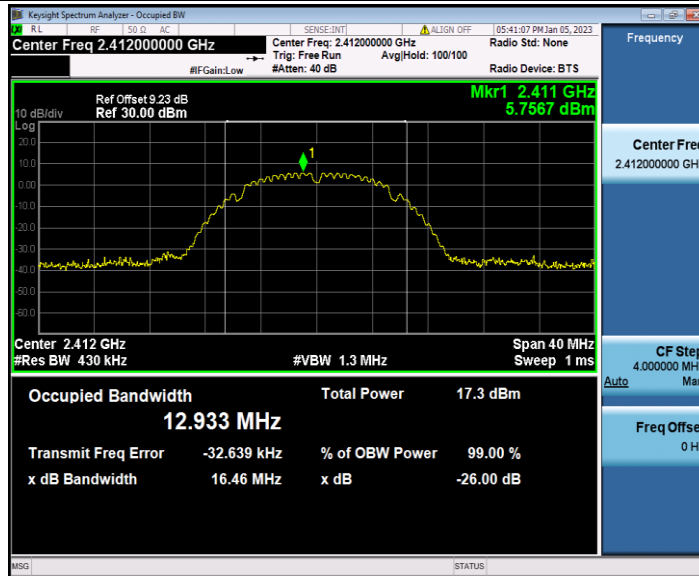 Keysight Spectrum Analyzer - Occupied BW
LXI RL RF 50 Ω AC SENSE:INT ALIGN OFF 05:41:07 PM Jan 05, 2023
Center Freq 2.412000000 GHz
Center Freq: 2.412000000 GHz
Radio Std: None
Trig: Free Run Avg|Hold: 100/100
#IFGain:Low #Atten: 40 dB Radio Device: BTS
Ref Offset 9.23 dB
Mkr1 2.411 GHz
10 dB/div Ref 30.00 dBm 5.7567 dBm
Log
20.0
10.0
0.00
-10.0
-20.0
-30.0
-40.0
-50.0
-60.0
1
Center 2.412 GHz Span 40 MHz
#Res BW 430 kHz #VBW 1.3 MHz Sweep 1 ms
Occupied Bandwidth Total Power 17.3 dBm
12.933 MHz
Transmit Freq Error -32.639 kHz % of OBW Power 99.00 %
x dB Bandwidth 16.46 MHz x dB -26.00 dB
MSG STATUS
Frequency
Center Fre
2.412000000 GH
CF Step
4.000000 MH
Auto Ma
Freq Offse
0 H